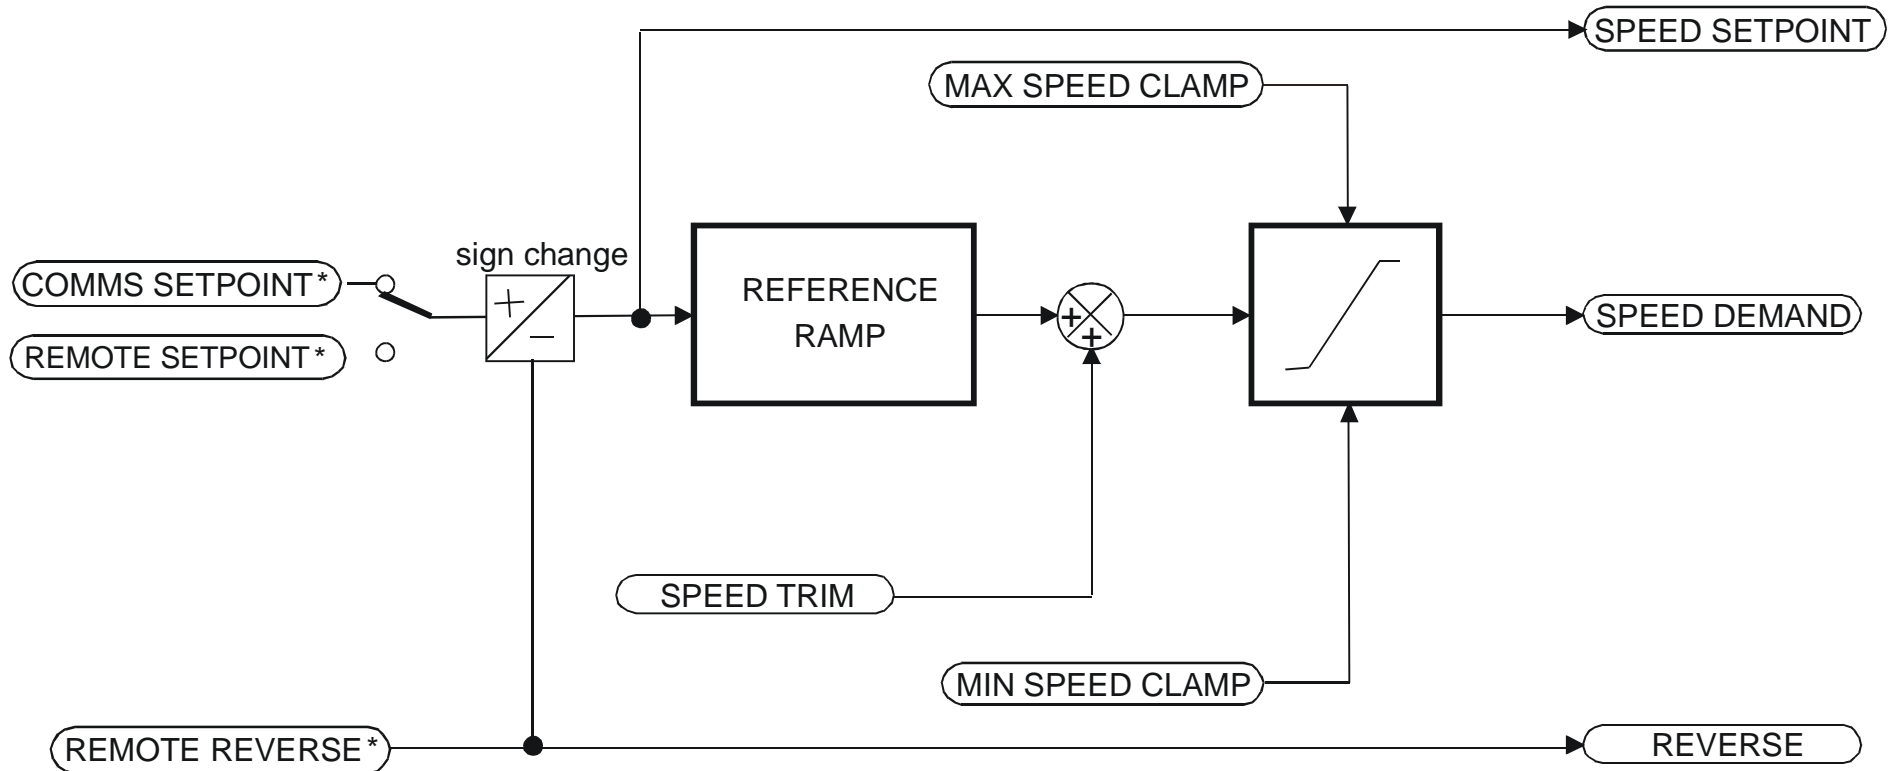 SPEED SETPOINT
MAX SPEED CLAMP
sign change
COMMS SETPOINT*
REFERENCE
RAMP
+
–
+
+
SPEED DEMAND
REMOTE SETPOINT*
SPEED TRIM
MIN SPEED CLAMP
REMOTE REVERSE*
REVERSE